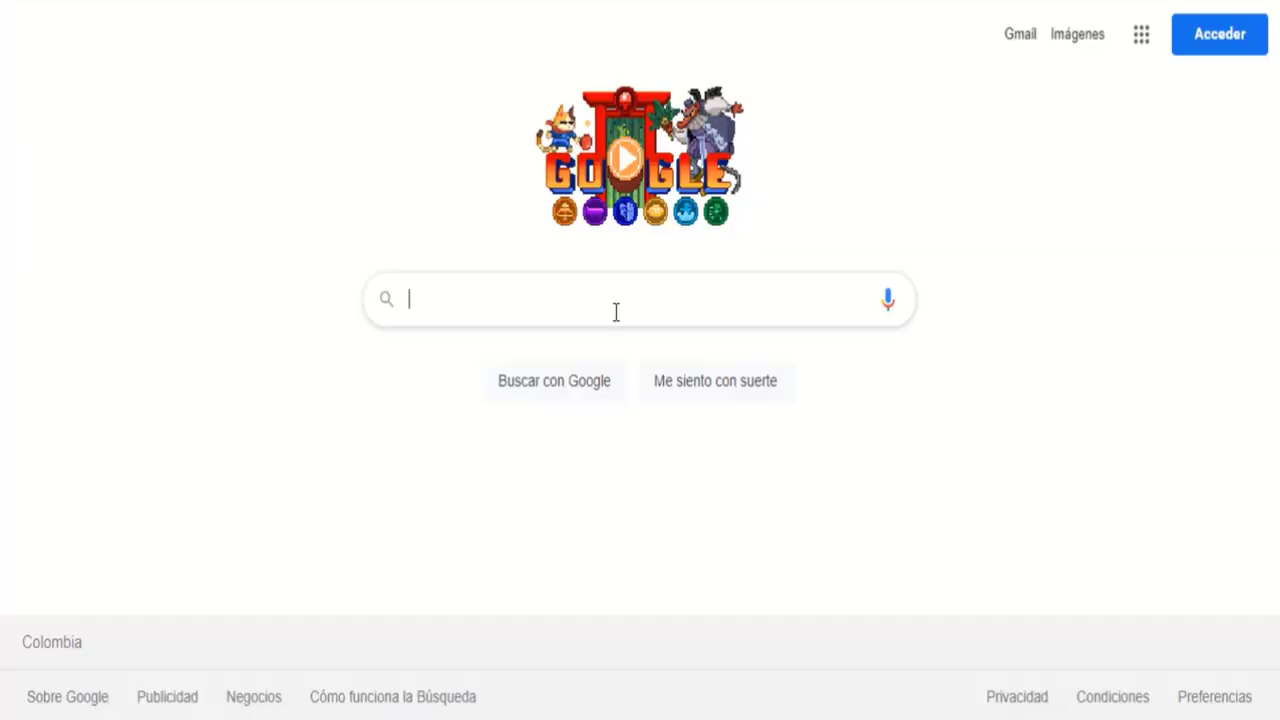 Gmail Imágenes Acceder
GOOGLE
Buscar con Google Me siento con suerte
Colombia
Sobre Google Publicidad Negocios Cómo funciona la Búsqueda Privacidad Condiciones Preferencias